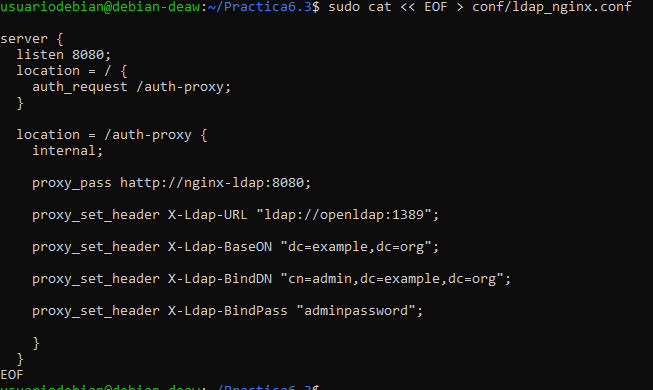 usuariodebian@debian-deaw:~/Practica6.3$ sudo cat << EOF > conf/ldap_nginx.conf
server {
listen 8080;
location = / {
auth_request /auth-proxy;
}
location = /auth-proxy {
internal;
proxy_pass hattp://nginx-ldap:8080;
proxy_set_header X-Ldap-URL "ldap://openldap:1389";
proxy_set_header X-Ldap-BaseON "dc=example,dc=org";
proxy_set_header X-Ldap-BindDN "cn=admin,dc=example,dc=org";
proxy_set_header X-Ldap-BindPass "adminpassword";
}
}
EOF
usuariodebian@debian-deaw:~/Practica6.3$